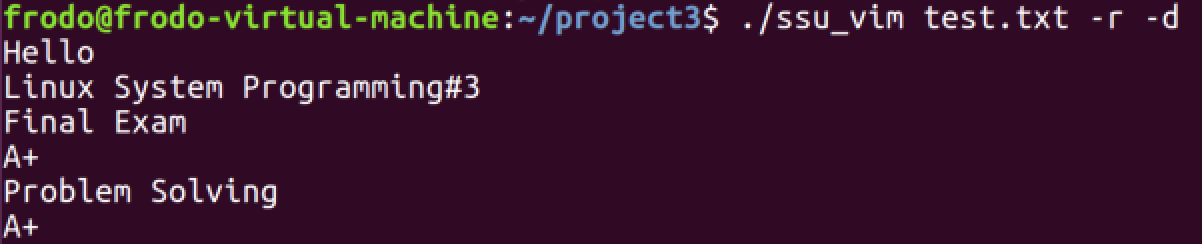 frodo@frodo-virtual-machine:~/project3$ ./ssu_vim test.txt -r -d
Hello
Linux System Programming#3
Final Exam
A+
Problem Solving
A+